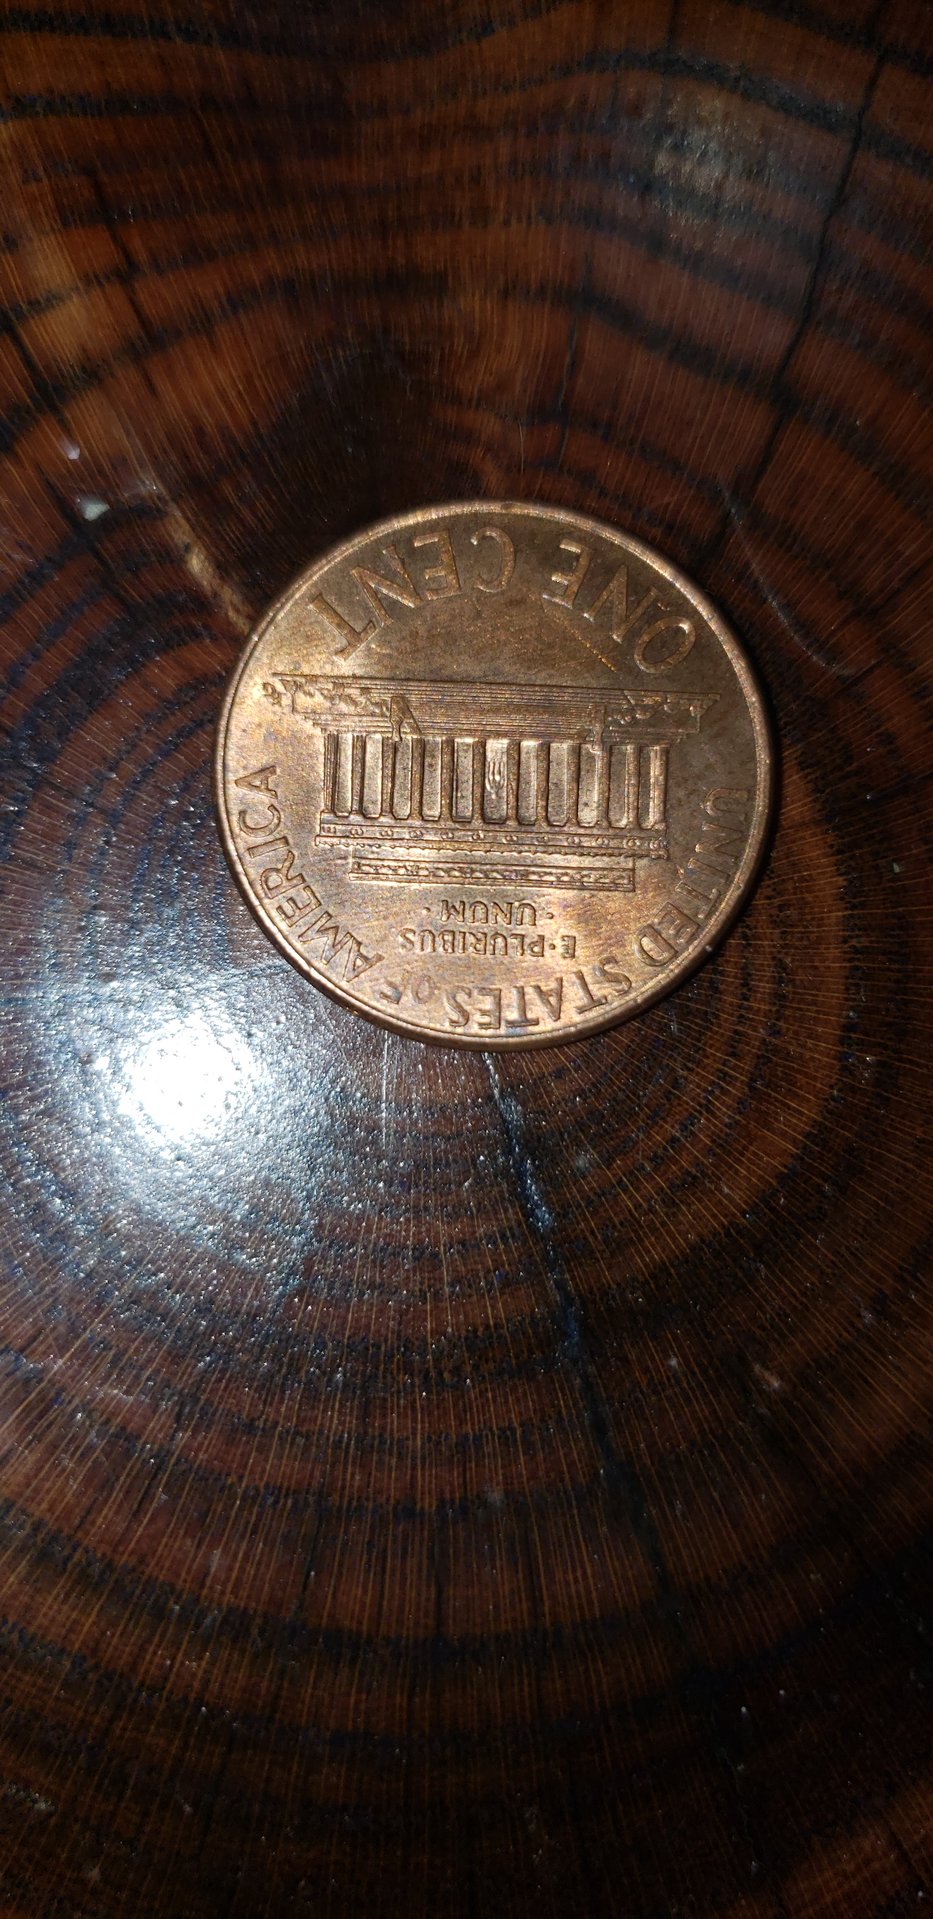 UNITED STATES OF AMERICA
E·PLURIBUS
·UNUM·
ONE CENT